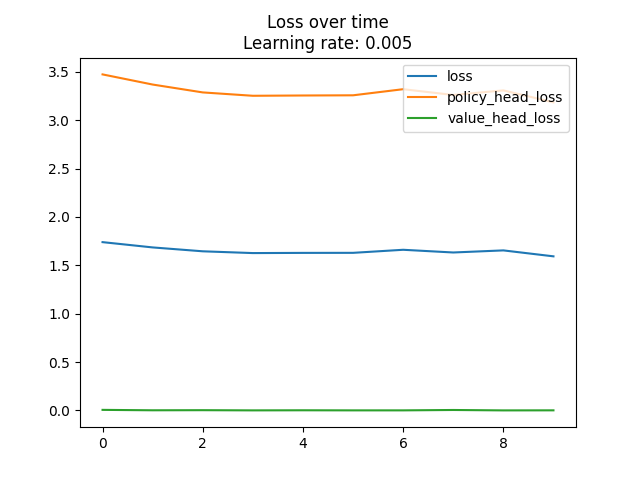 Loss over time
Learning rate: 0.005
3.5
3.0
2.5
2.0
1.5
1.0
0.5
0.0
0 2 4 6 8
loss
policy_head_loss
value_head_loss